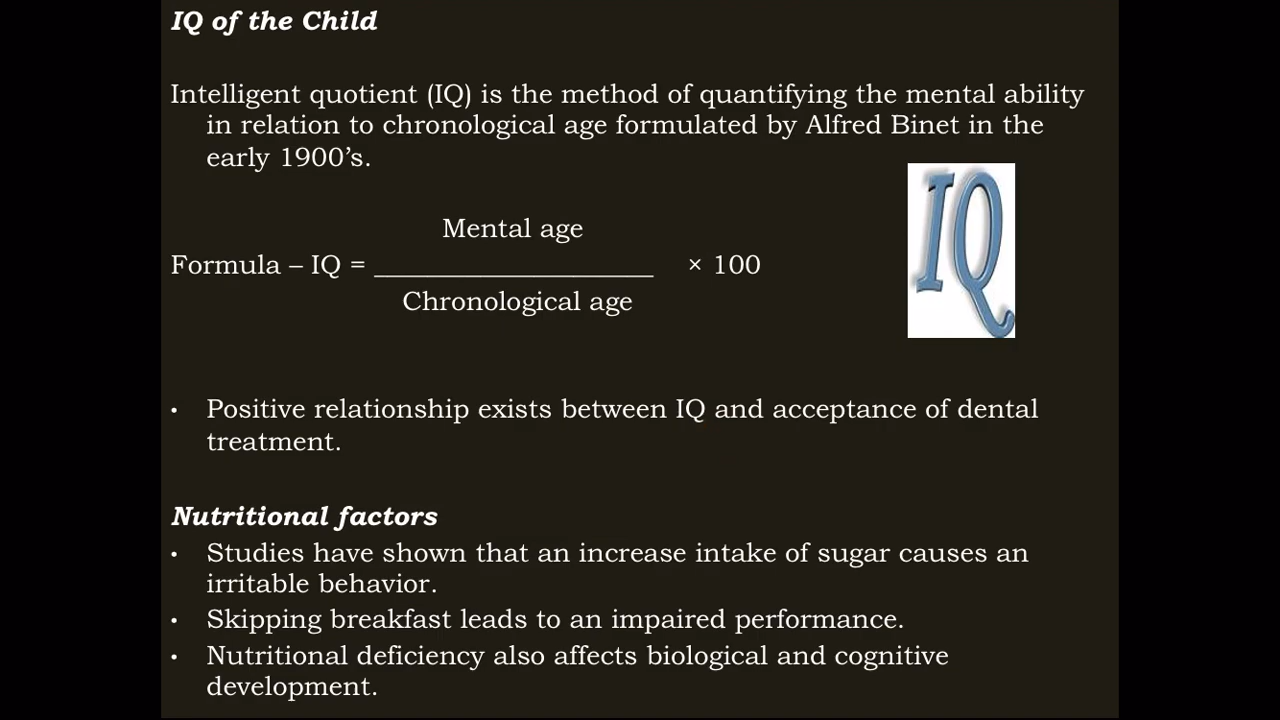 IQ of the Child
Intelligent quotient (IQ) is the method of quantifying the mental ability
in relation to chronological age formulated by Alfred Binet in the
early 1900’s.
Mental age
Formula – IQ = ____________________ × 100
Chronological age
IQ
• Positive relationship exists between IQ and acceptance of dental
treatment.
Nutritional factors
• Studies have shown that an increase intake of sugar causes an
irritable behavior.
• Skipping breakfast leads to an impaired performance.
• Nutritional deficiency also affects biological and cognitive
development.